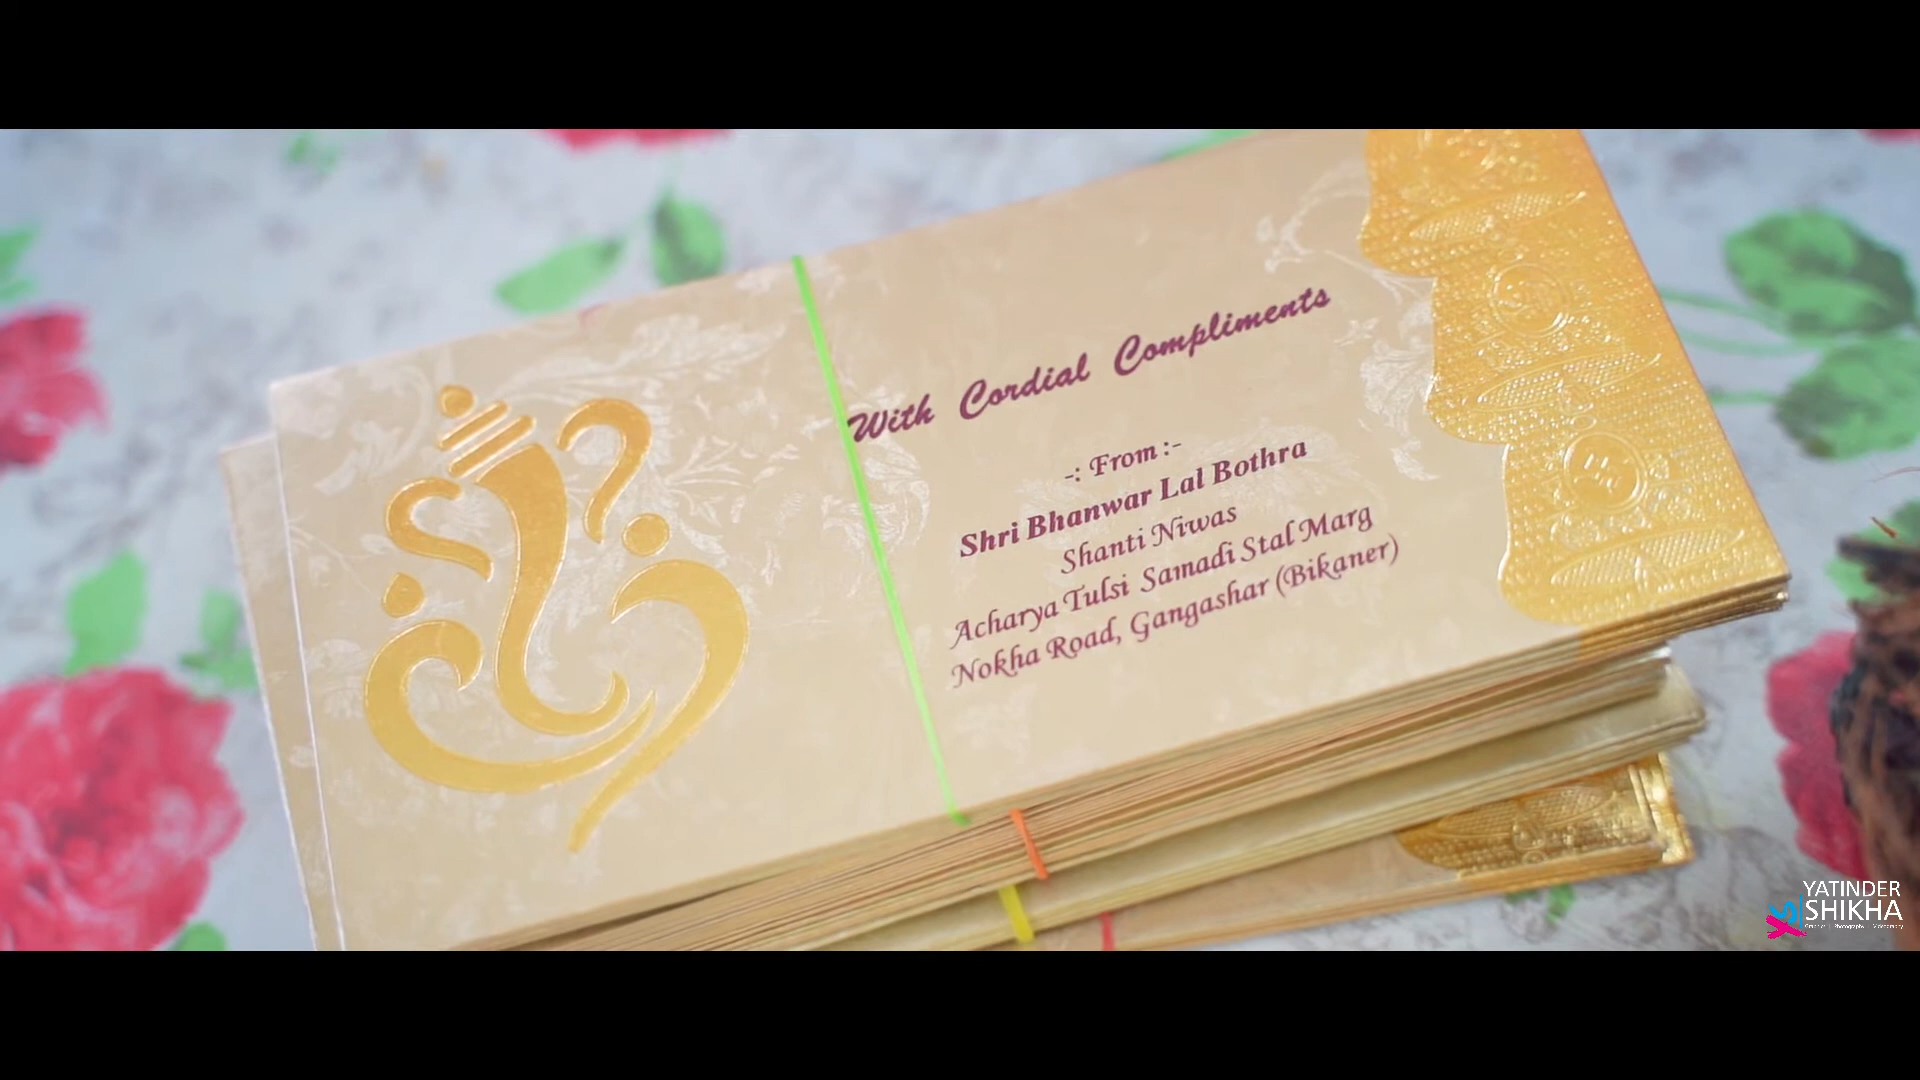 With Cordial Compliments
-: From :-
Shri Bhanwar Lal Bothra
Shanti Niwas
Acharya Tulsi Samadi Stal Marg
Nokha Road, Gangashar (Bikaner)
YATINDER
SHIKHA